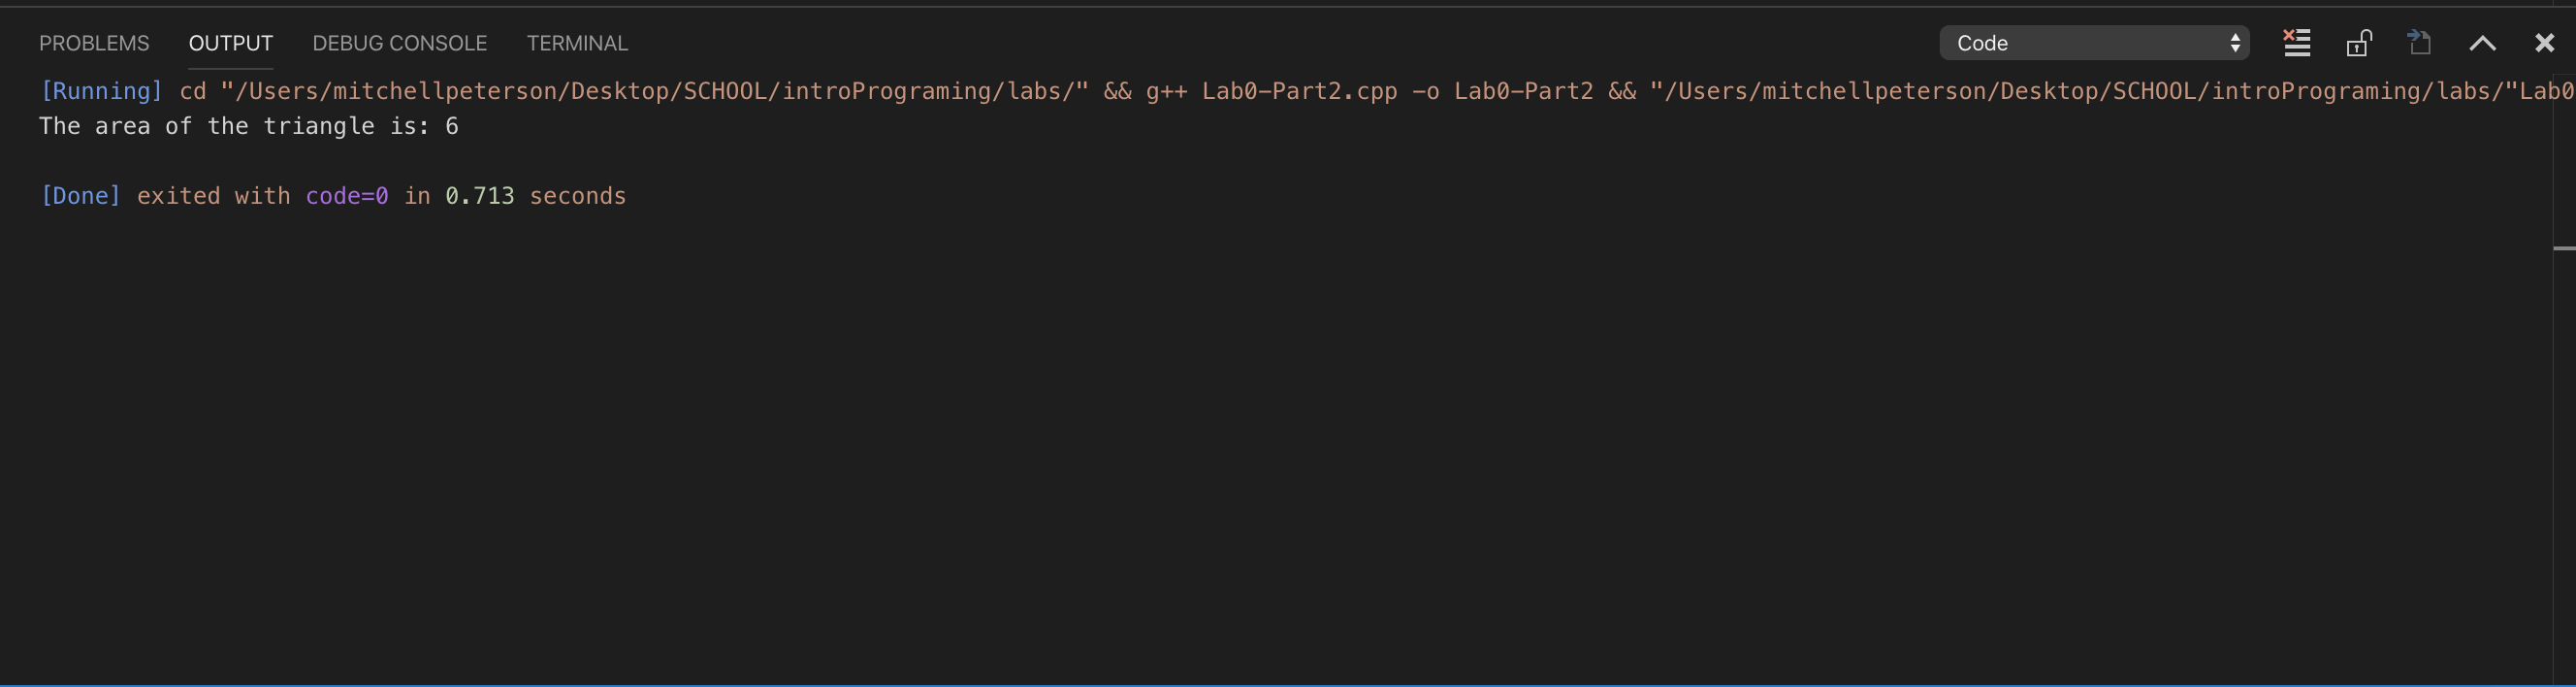 PROBLEMS OUTPUT DEBUG CONSOLE TERMINAL Code
[Running] cd "/Users/mitchellpeterson/Desktop/SCHOOL/introPrograming/labs/" && g++ Lab0-Part2.cpp -o Lab0-Part2 && "/Users/mitchellpeterson/Desktop/SCHOOL/introPrograming/labs/"Lab0
The area of the triangle is: 6
[Done] exited with code=0 in 0.713 seconds